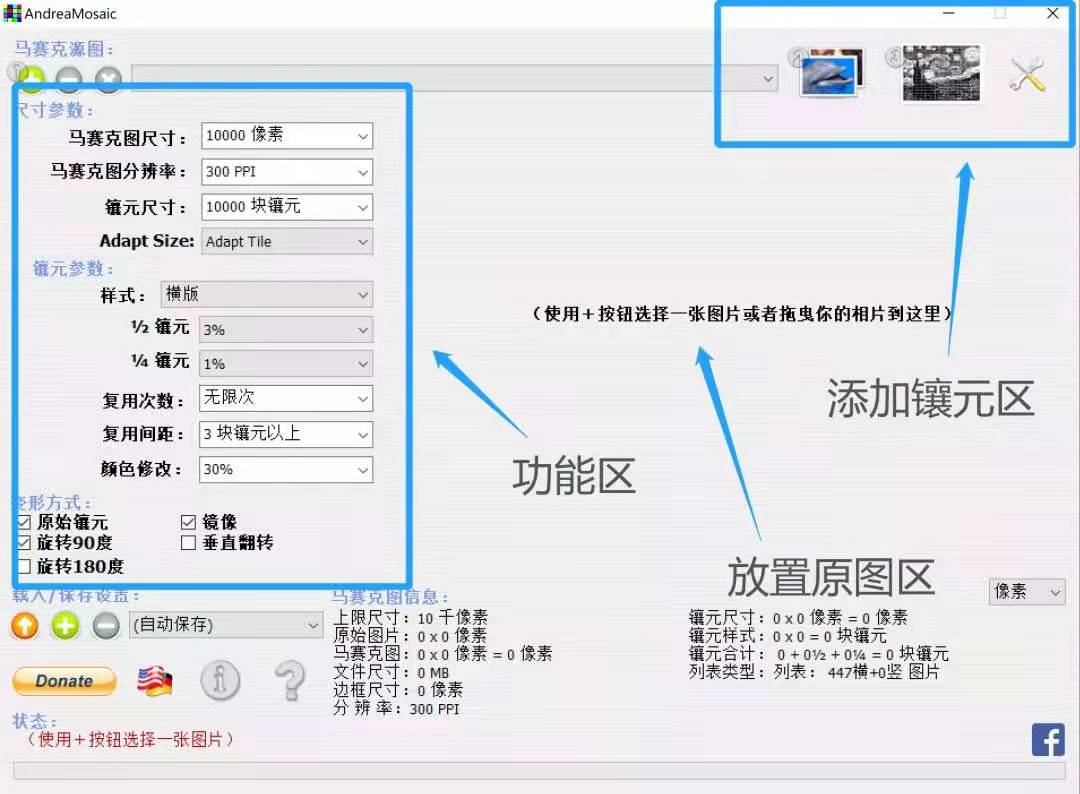 AndreaMosaic
马赛克源图：
尺寸参数：
马赛克图尺寸： 10000 像素
马赛克图分辨率： 300 PPI
镶元尺寸： 10000 块镶元
Adapt Size: Adapt Tile
镶元参数：
样式： 横版
½ 镶元 3%
¼ 镶元 1%
复用次数： 无限次
复用间距： 3 块镶元以上
颜色修改： 30%
变形方式：
原始镶元 镜像
旋转90度 垂直翻转
旋转180度
（使用＋按钮选择一张图片或者拖曳你的相片到这里）
添加镶元区
功能区
放置原图区
载入/保存设置：
(自动保存)
Donate
马赛克图信息：
上限尺寸：10 千像素
原始图片：0 x 0 像素
马赛克图：0 x 0 像素 = 0 像素
文件尺寸：0 MB
边框尺寸：0 像素
分 辨 率：300 PPI
像素
镶元尺寸：0 x 0 像素 = 0 像素
镶元样式：0 x 0 = 0 块镶元
镶元合计： 0 + 0½ + 0¼ = 0 块镶元
列表类型：列表： 447横+0竖 图片
状态：
（使用＋按钮选择一张图片）